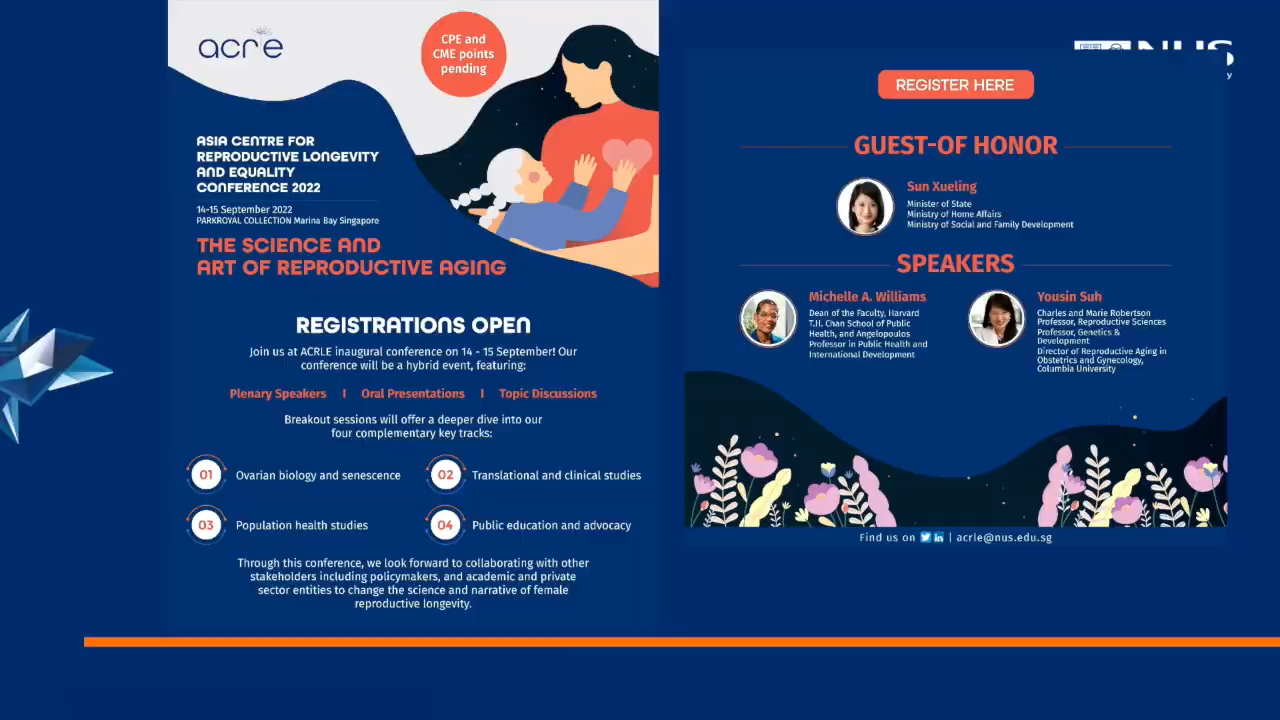 acrle
CPE and
CME points
pending
ASIA CENTRE FOR
REPRODUCTIVE LONGEVITY
AND EQUALITY
CONFERENCE 2022
14-15 September 2022
PARKROYAL COLLECTION Marina Bay Singapore
THE SCIENCE AND
ART OF REPRODUCTIVE AGING
REGISTRATIONS OPEN
Join us at ACRLE inaugural conference on 14 - 15 September! Our
conference will be a hybrid event, featuring:
Plenary Speakers | Oral Presentations | Topic Discussions
Breakout sessions will offer a deeper dive into our
four complementary key tracks:
01 Ovarian biology and senescence
02 Translational and clinical studies
03 Population health studies
04 Public education and advocacy
Through this conference, we look forward to collaborating with other
stakeholders including policymakers, and academic and private
sector entities to change the science and narrative of female
reproductive longevity.
NUS
y
REGISTER HERE
GUEST-OF HONOR
Sun Xueling
Minister of State
Ministry of Home Affairs
Ministry of Social and Family Development
SPEAKERS
Michelle A. Williams
Dean of the Faculty, Harvard
T.H. Chan School of Public
Health, and Angelopoulos
Professor in Public Health and
International Development
Yousin Suh
Charles and Marie Robertson
Professor, Reproductive Sciences
Professor, Genetics &
Development
Director of Reproductive Aging in
Obstetrics and Gynecology,
Columbia University
Find us on | acrle@nus.edu.sg